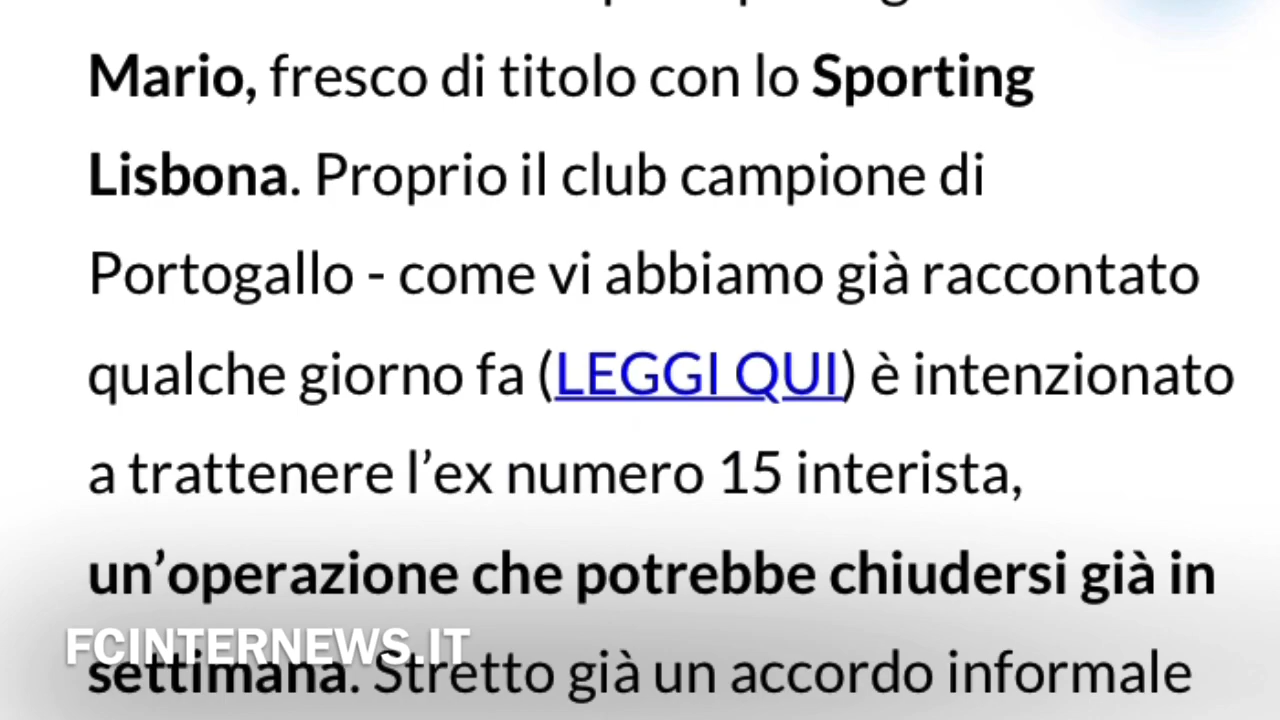 Mario, fresco di titolo con lo Sporting
Lisbona. Proprio il club campione di
Portogallo - come vi abbiamo già raccontato
qualche giorno fa (LEGGI QUI) è intenzionato
a trattenere l’ex numero 15 interista,
un’operazione che potrebbe chiudersi già in
FCINTERNEWS.IT
settimana. Stretto già un accordo informale